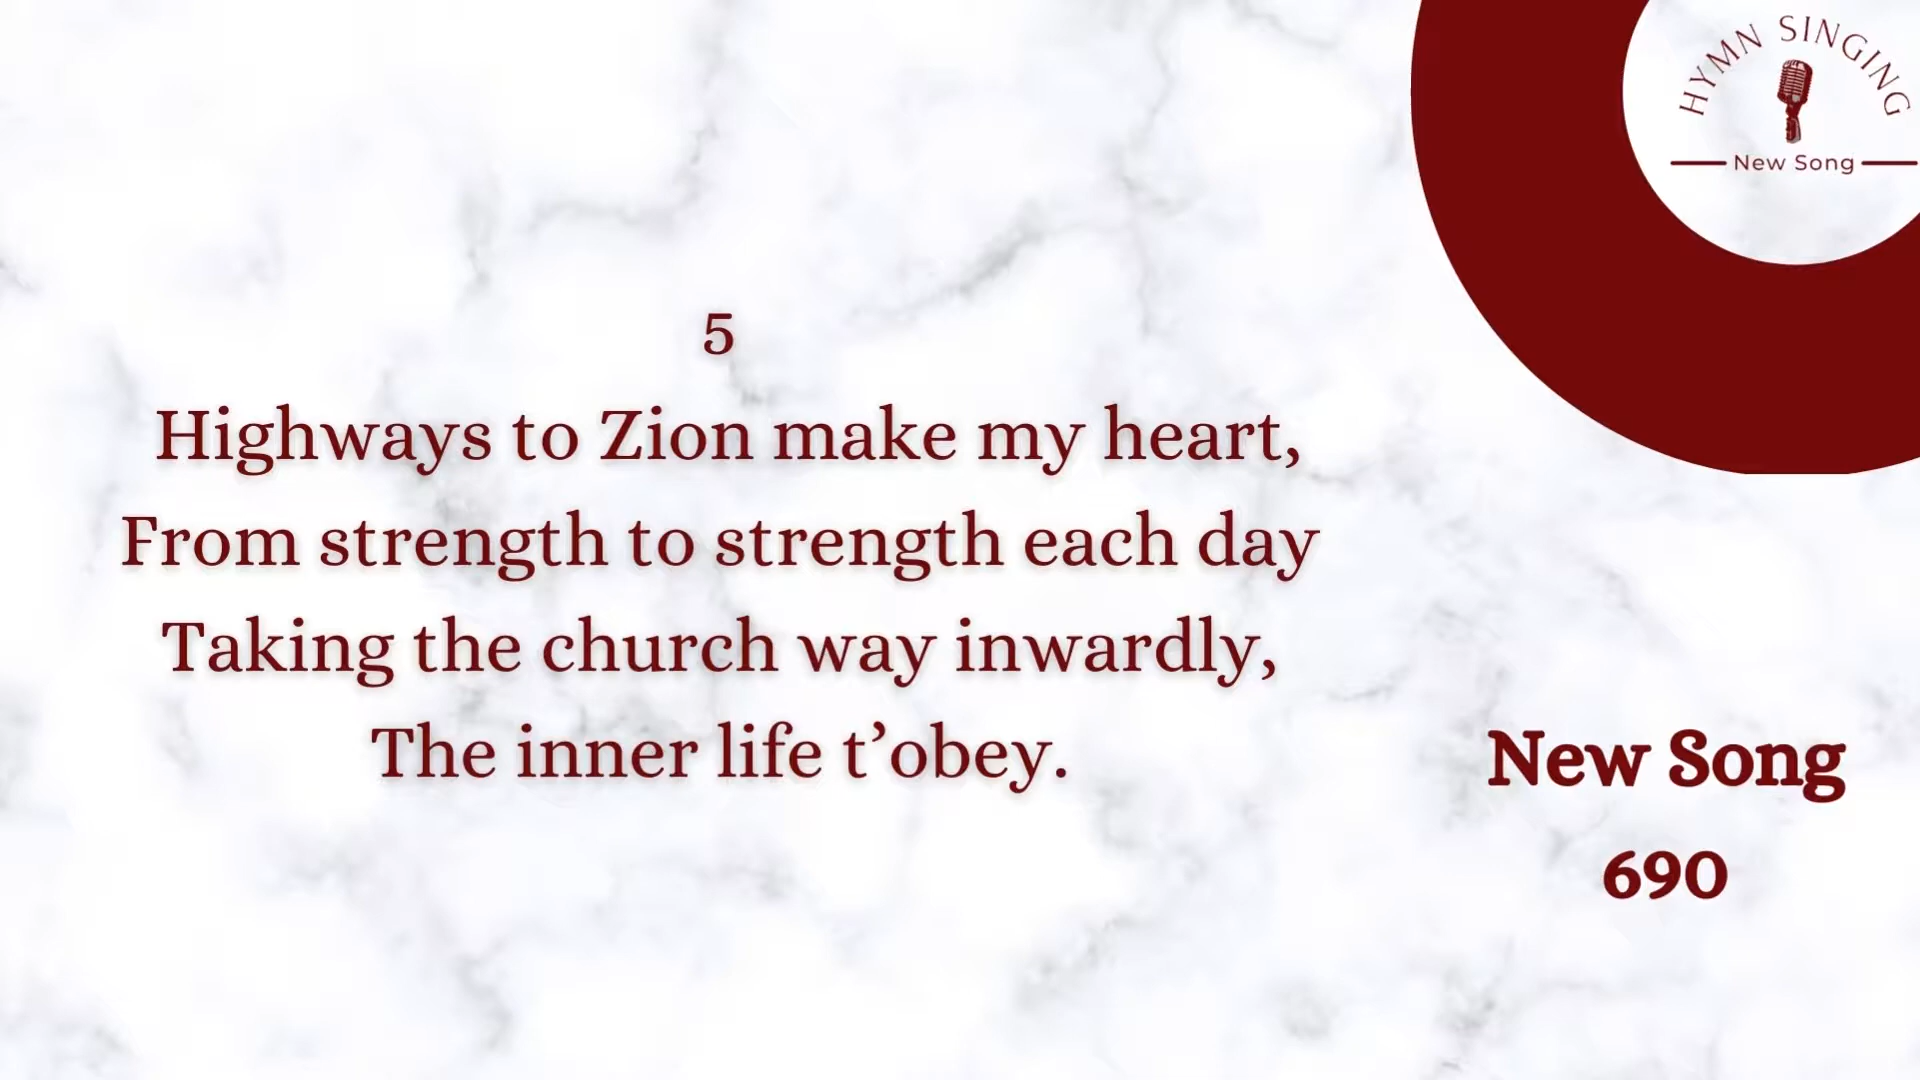 HYMN SINGING
New Song
5
Highways to Zion make my heart,
From strength to strength each day
Taking the church way inwardly,
The inner life t’obey.
New Song
690